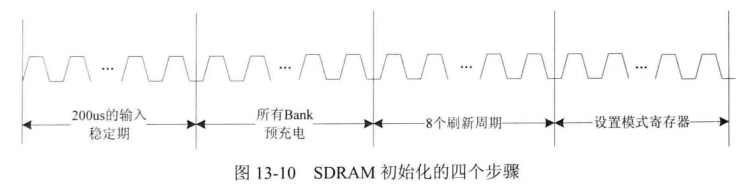 200us的输入
稳定期
所有Bank
预充电
8个刷新周期
设置模式寄存器
图 13-10 SDRAM 初始化的四个步骤